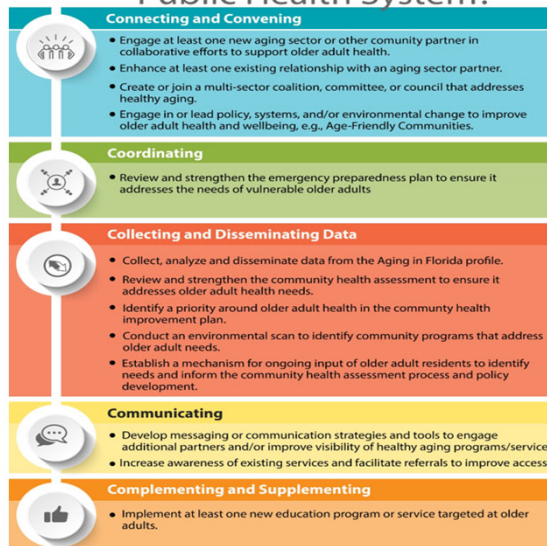 Public Health System?
Connecting and Convening
• Engage at least one new aging sector or other comunity partner in
collaborative efforts to support older adult health.
• Enhance at least one existing relationship with an aging sector partner.
• Create or join a multi-sector coalition, committee, or council that addresses
healthy aging.
• Engage in or lead policy, systems, and/or environmental change to improve
older adult health and wellbeing, e.g., Age-Friendly Communities.
Coordinating
• Review and strengthen the emergency preparedness plan to ensure it
addresses the needs of vulnerable older adults
Collecting and Disseminating Data
• Collect, analyze and disseminate data from the Aging in Florida profile.
• Review and strengthen the community health assessment to ensure it
addresses older adult health needs.
• Identify a priority around older adult health in the communty health
improvement plan.
• Conduct an environmental scan to identify community programs that address
older adult needs.
• Establish a mechanism for ongoing input of older adult residents to identify
needs and inform the community health assessment process and policy
development.
Communicating
• Develop messaging or communication strategies and tools to engage
additional partners and/or improve visibility of healthy aging programs/service
• Increase awareness of existing services and facilitate referrals to improve access
Complementing and Supplementing
• Implement at least one new education program or service targeted at older
adults.